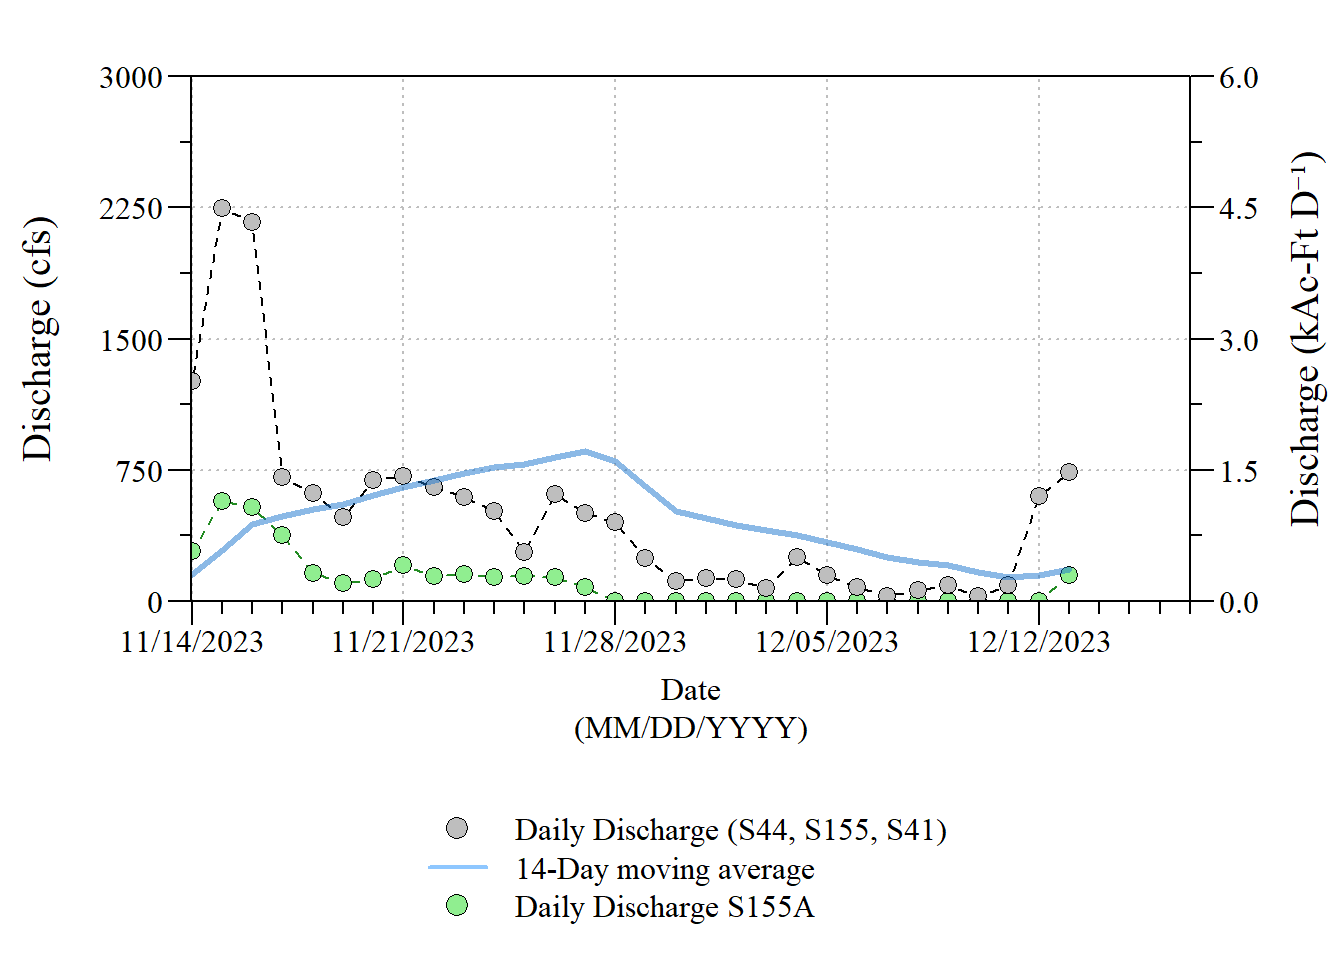 3000
2250
1500
750
0
Discharge (cfs)
6.0
4.5
3.0
1.5
0.0
Discharge (kAc-Ft D⁻¹)
11/14/2023
11/21/2023
11/28/2023
12/05/2023
12/12/2023
Date
(MM/DD/YYYY)
Daily Discharge (S44, S155, S41)
14-Day moving average
Daily Discharge S155A